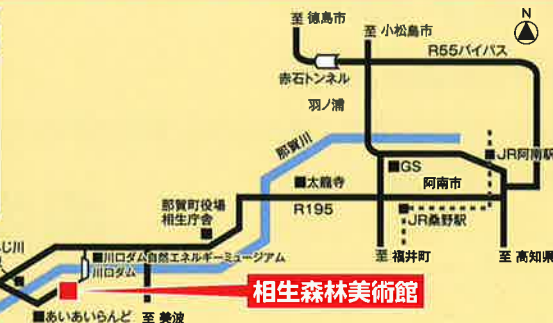 N
至 徳島市
至 小松島市
R55バイパス
赤石トンネル
羽ノ浦
那賀川
JR阿南駅
GS
太龍寺
阿南市
那賀町役場
相生庁舎
R195
JR桑野駅
至 福井町
至 高知県
じ川
川口ダム自然エネルギーミュージアム
川口ダム
相生森林美術館
あいあいらんど
至 美波